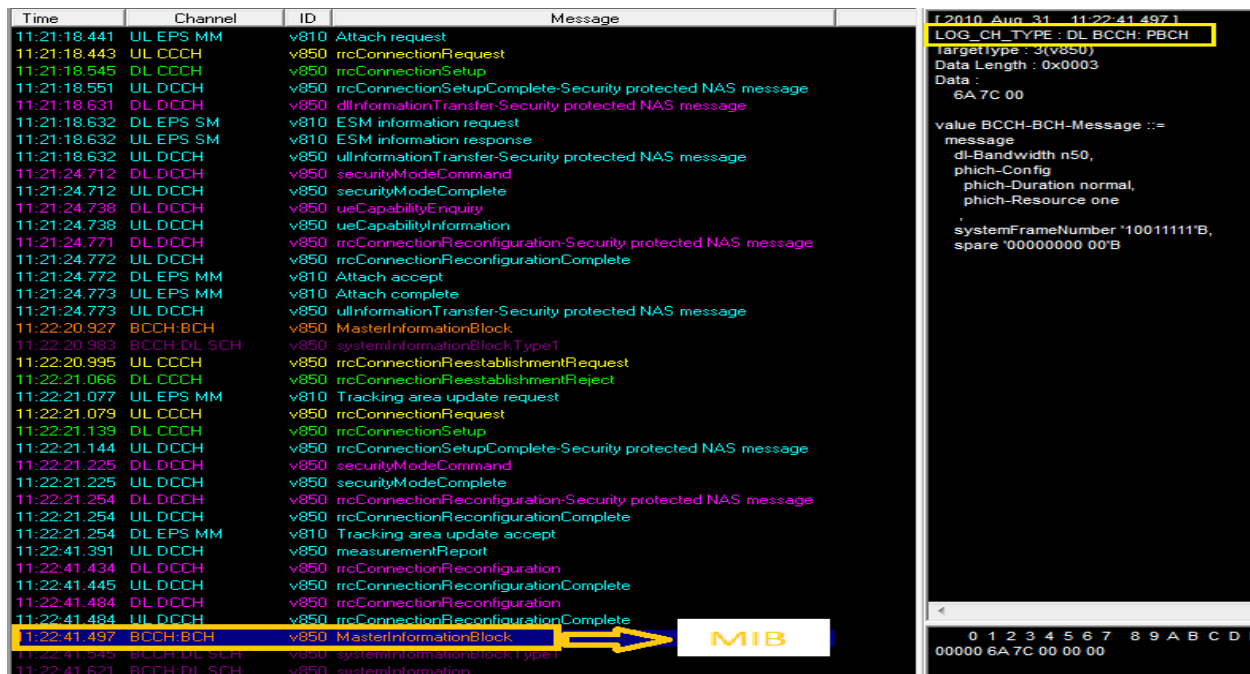 Time Channel ID Message
11:21:18.441 UL EPS MM v810 Attach request
11:21:18.443 UL CCCH v850 rrcConnectionRequest
11:21:18.545 DL CCCH v850 rrcConnectionSetup
11:21:18.551 UL DCCH v850 rrcConnectionSetupComplete-Security protected NAS message
11:21:18.631 DL DCCH v850 dlInformationTransfer-Security protected NAS message
11:21:18.632 DL EPS SM v810 ESM information request
11:21:18.632 UL EPS SM v810 ESM information response
11:21:18.632 UL DCCH v850 ulInformationTransfer-Security protected NAS message
11:21:24.712 DL DCCH v850 securityModeCommand
11:21:24.712 UL DCCH v850 securityModeComplete
11:21:24.738 DL DCCH v850 ueCapabilityEnquiry
11:21:24.738 UL DCCH v850 ueCapabilityInformation
11:21:24.771 DL DCCH v850 rrcConnectionReconfiguration-Security protected NAS message
11:21:24.772 UL DCCH v850 rrcConnectionReconfigurationComplete
11:21:24.772 DL EPS MM v810 Attach accept
11:21:24.773 UL EPS MM v810 Attach complete
11:21:24.773 UL DCCH v850 ulInformationTransfer-Security protected NAS message
11:22:20.927 BCCH:BCH v850 MasterInformationBlock
11:22:20.983 BCCH:DL SCH v850 systemInformationBlockType1
11:22:20.995 UL CCCH v850 rrcConnectionReestablishmentRequest
11:22:21.066 DL CCCH v850 rrcConnectionReestablishmentReject
11:22:21.077 UL EPS MM v810 Tracking area update request
11:22:21.079 UL CCCH v850 rrcConnectionRequest
11:22:21.139 DL CCCH v850 rrcConnectionSetup
11:22:21.144 UL DCCH v850 rrcConnectionSetupComplete-Security protected NAS message
11:22:21.225 DL DCCH v850 securityModeCommand
11:22:21.225 UL DCCH v850 securityModeComplete
11:22:21.254 DL DCCH v850 rrcConnectionReconfiguration-Security protected NAS message
11:22:21.254 UL DCCH v850 rrcConnectionReconfigurationComplete
11:22:21.254 DL EPS MM v810 Tracking area update accept
11:22:41.391 UL DCCH v850 measurementReport
11:22:41.434 DL DCCH v850 rrcConnectionReconfiguration
11:22:41.445 UL DCCH v850 rrcConnectionReconfigurationComplete
11:22:41.484 DL DCCH v850 rrcConnectionReconfiguration
11:22:41.484 UL DCCH v850 rrcConnectionReconfigurationComplete
11:22:41.497 BCCH:BCH v850 MasterInformationBlock MIB
11:22:41.545 BCCH:DL SCH v850 systemInformationBlockType1
11:22:41.621 BCCH:DL SCH v850 systemInformation
[ 2010 Aug 31 11:22:41.497 ]
LOG_CH_TYPE : DL BCCH: PBCH
TargetType : 3(v850)
Data Length : 0x0003
Data :
6A 7C 00
value BCCH-BCH-Message ::=
message
dl-Bandwidth n50,
phich-Config
phich-Duration normal,
phich-Resource one
,
systemFrameNumber '10011111'B,
spare '00000000 00'B
0 1 2 3 4 5 6 7 8 9 A B C D
00000 6A 7C 00 00 00